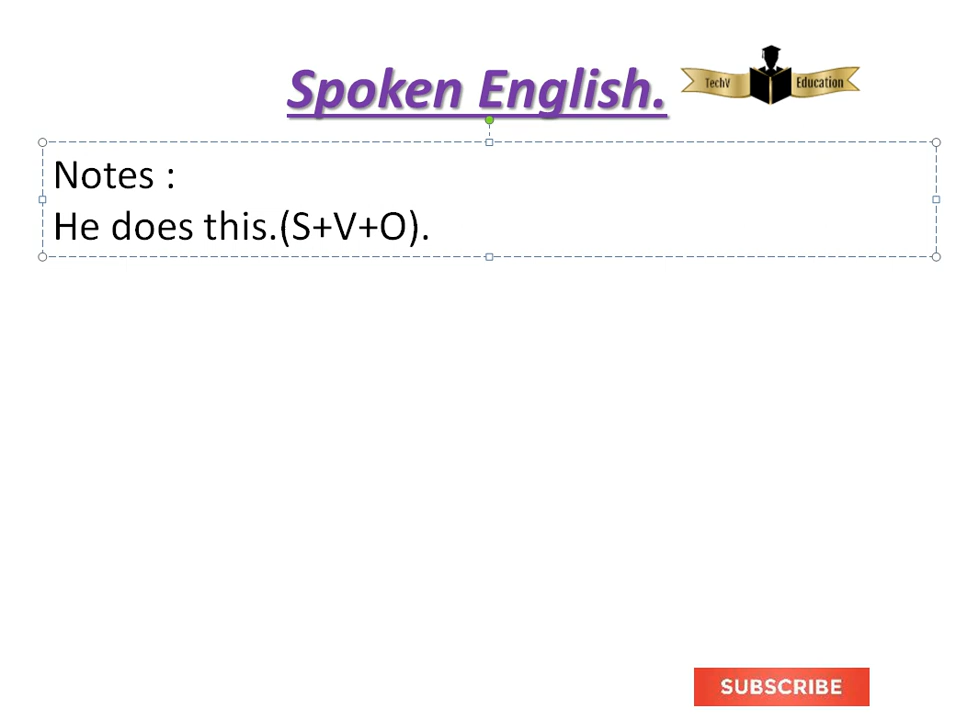 Spoken English.
TechV Education
Notes :
He does this.(S+V+O).
SUBSCRIBE